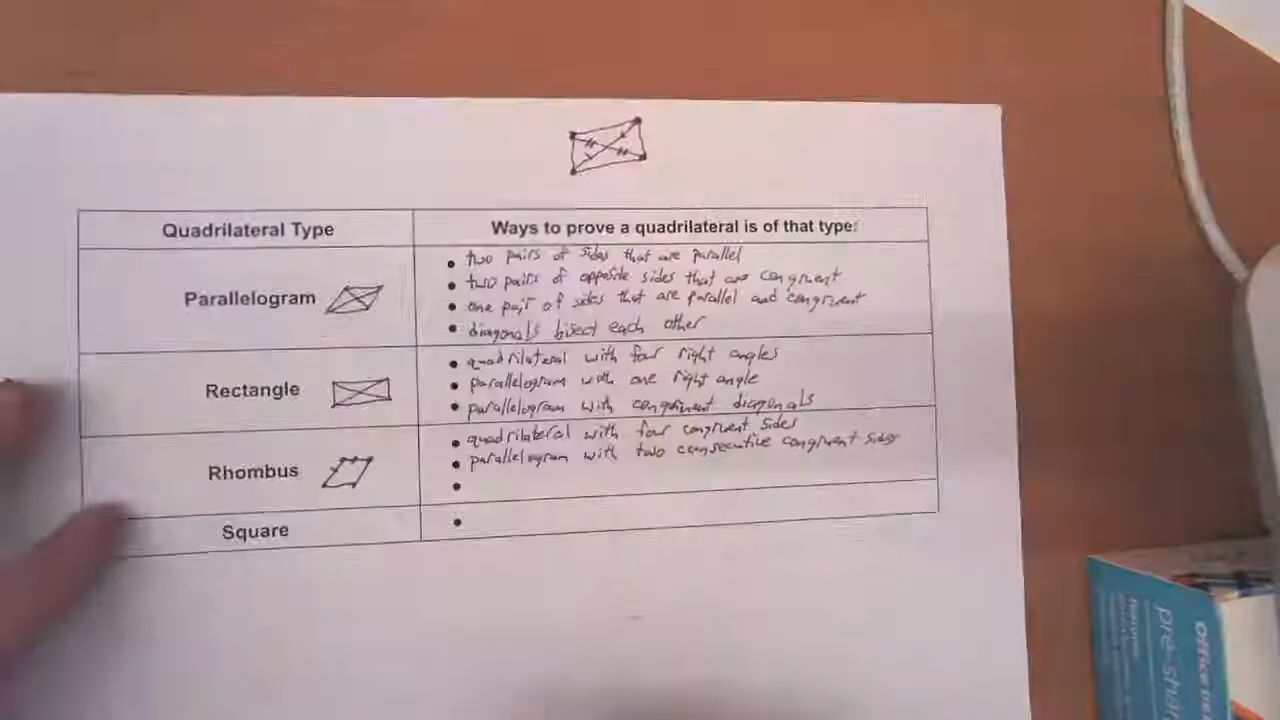 Quadrilateral Type
Ways to prove a quadrilateral is of that type:
Parallelogram
• two pairs of sides that are parallel
• two pairs of opposite sides that are congruent
• one pair of sides that are parallel and congruent
• diagonals bisect each other
Rectangle
• quadrilateral with four right angles
• parallelogram with one right angle
• parallelogram with congruent diagonals
Rhombus
• quadrilateral with four congruent sides
• parallelogram with two consecutive congruent sides
•
Square
•
office
pre-shar